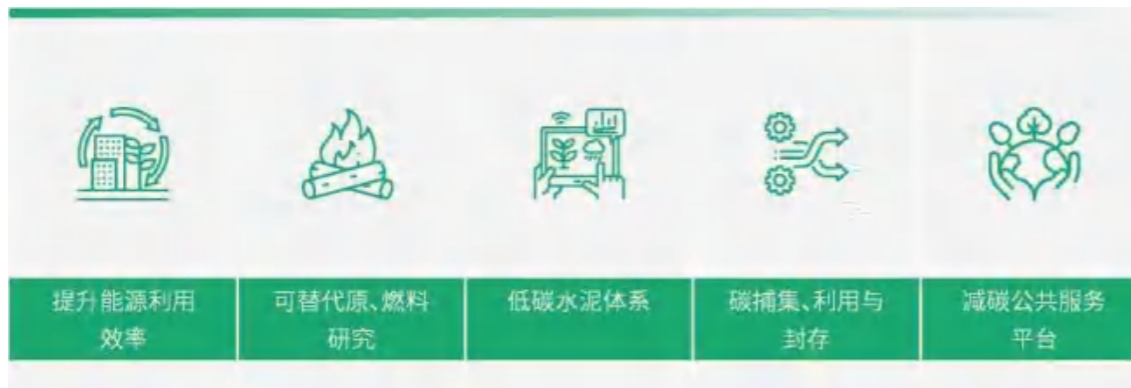 提升能源利用
效率
可替代原、燃料
研究
低碳水泥体系
碳捕集、利用与
封存
减碳公共服务
平台